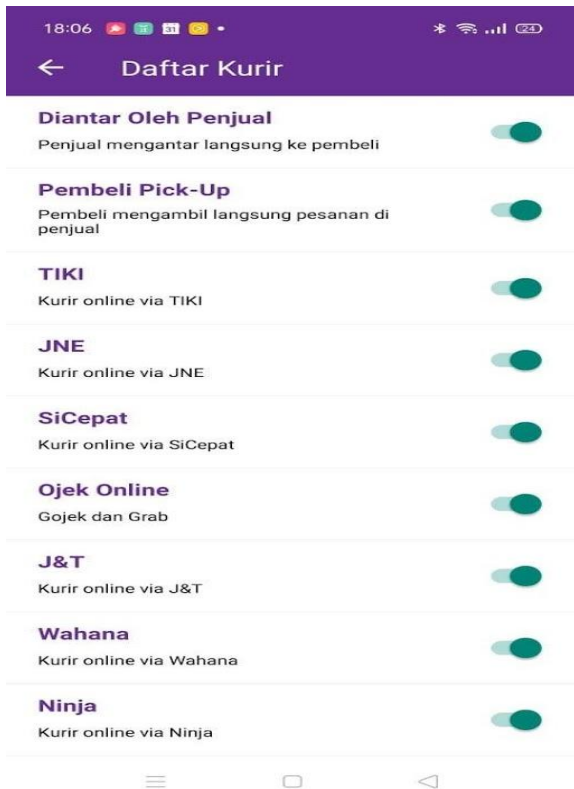 18:06
31
24
Daftar Kurir
Diantar Oleh Penjual
Penjual mengantar langsung ke pembeli
Pembeli Pick-Up
Pembeli mengambil langsung pesanan di
penjual
TIKI
Kurir online via TIKI
JNE
Kurir online via JNE
SiCepat
Kurir online via SiCepat
Ojek Online
Gojek dan Grab
J&T
Kurir online via J&T
Wahana
Kurir online via Wahana
Ninja
Kurir online via Ninja